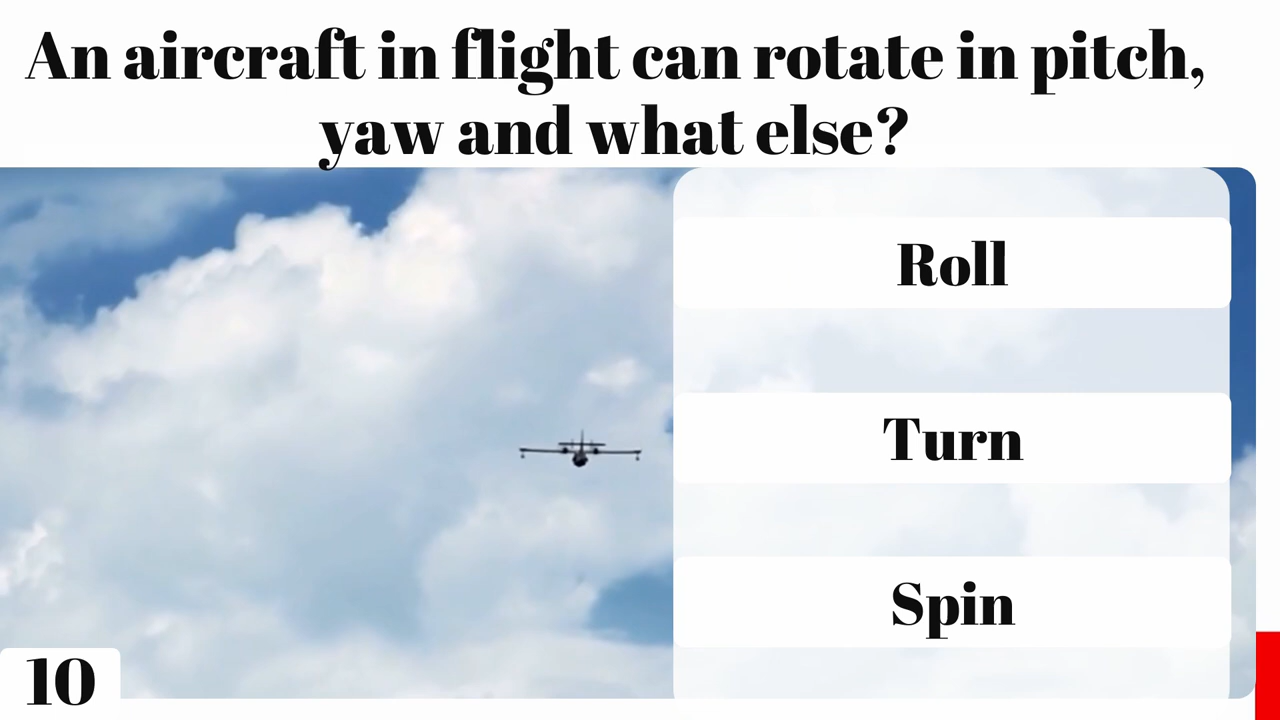 An aircraft in flight can rotate in pitch,
yaw and what else?
Roll
Turn
Spin
10